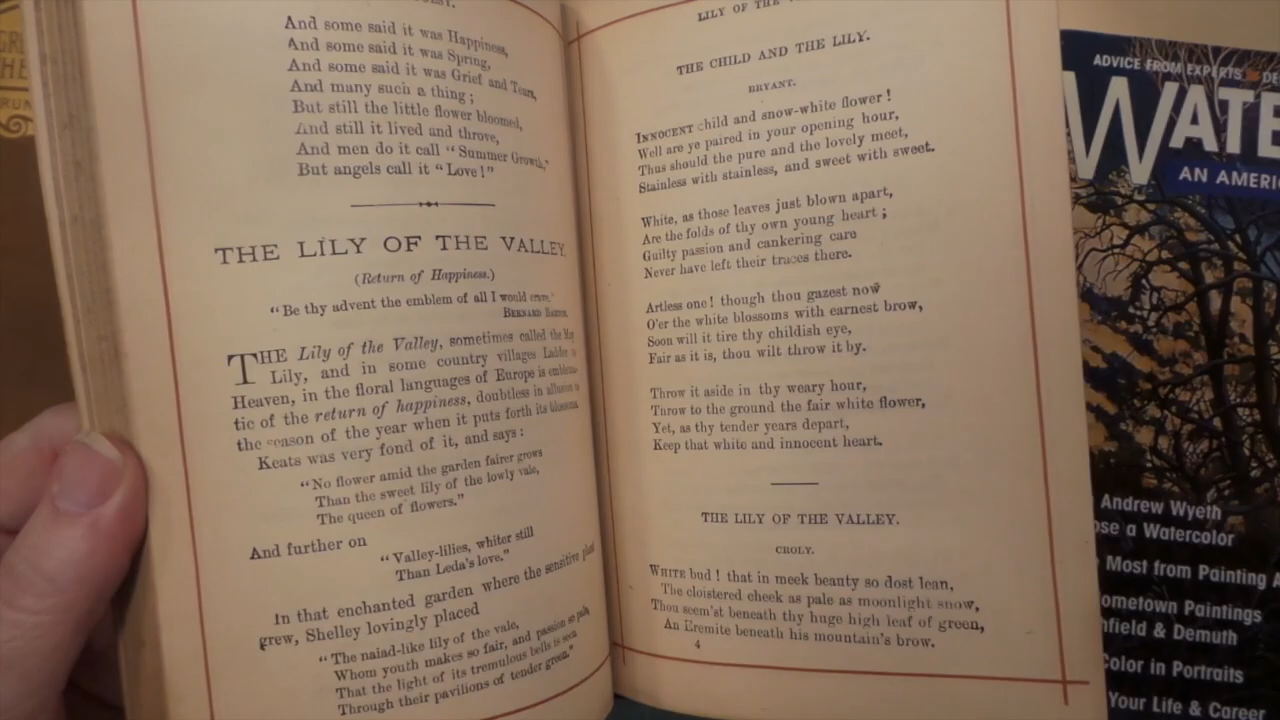 And some said it was Happiness,
And some said it was Spring,
And some said it was Grief and Tears,
And many such a thing;
But still the little flower bloomed,
And still it lived and throve,
And men do it call "Summer Growth,"
But angels call it "Love!"
THE LILY OF THE VALLEY.
(Return of Happiness.)
"Be thy advent the emblem of all I would crave."
BERNARD BARTON.
THE Lily of the Valley, sometimes called the May
Lily, and in some country villages Ladder to
Heaven, in the floral languages of Europe is emblema-
tic of the return of happiness, doubtless in allusion to
the season of the year when it puts forth its blossoms.
Keats was very fond of it, and says:
"No flower amid the garden fairer grows
Than the sweet lily of the lowly vale,
The queen of flowers."
And further on
"Valley-lilies, whiter still
Than Leda's love."
In that enchanted garden where the sensitive plant
grew, Shelley lovingly placed
"The naiad-like lily of the vale,
Whom youth makes so fair, and passion so pale,
That the light of its tremulous bells is seen
Through their pavilions of tender green."
LILY OF THE
THE CHILD AND THE LILY.
BRYANT.
INNOCENT child and snow-white flower!
Well are ye paired in your opening hour,
Thus should the pure and the lovely meet,
Stainless with stainless, and sweet with sweet.
White, as those leaves just blown apart,
Are the folds of thy own young heart;
Guilty passion and cankering care
Never have left their traces there.
Artless one! though thou gazest now
O'er the white blossoms with earnest brow,
Soon will it tire thy childish eye,
Fair as it is, thou wilt throw it by.
Throw it aside in thy weary hour,
Throw to the ground the fair white flower,
Yet, as thy tender years depart,
Keep that white and innocent heart.
THE LILY OF THE VALLEY.
CROLY.
WHITE bud! that in meek beauty so dost lean,
The cloistered cheek as pale as moonlight snow,
Thou seem'st beneath thy huge high leaf of green,
An Eremite beneath his mountain's brow.
4
ADVICE FROM EXPERTS DE
WATE
AN AMERIC
Andrew Wyeth
ose a Watercolor
Most from Painting A
ometown Paintings
nfield & Demuth
Color in Portraits
Your Life & Career